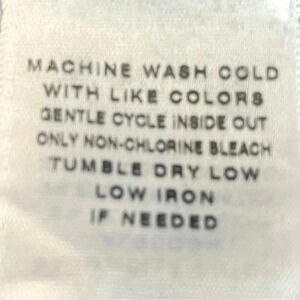 MACHINE WASH COLD
WITH LIKE COLORS
GENTLE CYCLE INSIDE OUT
ONLY NON-CHLORINE BLEACH
TUMBLE DRY LOW
LOW IRON
IF NEEDED